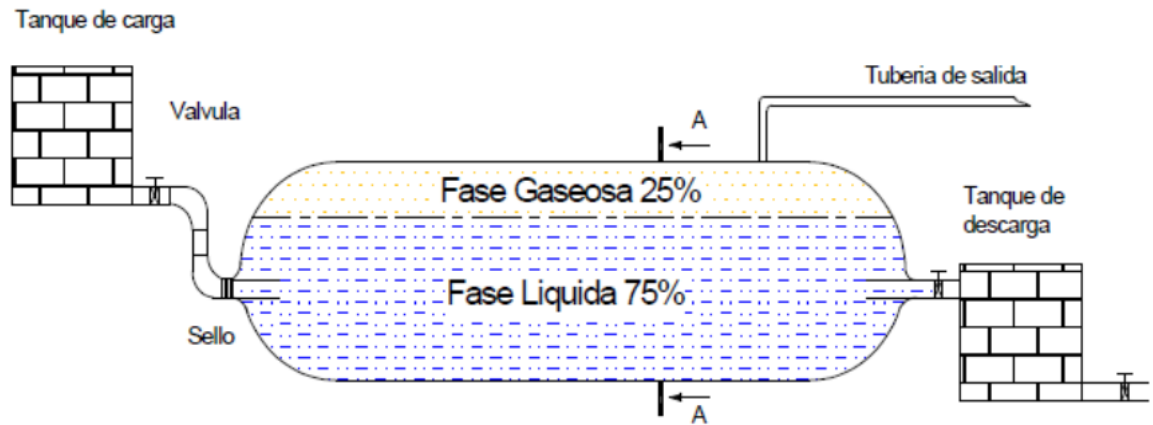 Tanque de carga
Valvula
Tuberia de salida
A
Fase Gaseosa 25%
Tanque de
descarga
Fase Liquida 75%
Sello
A